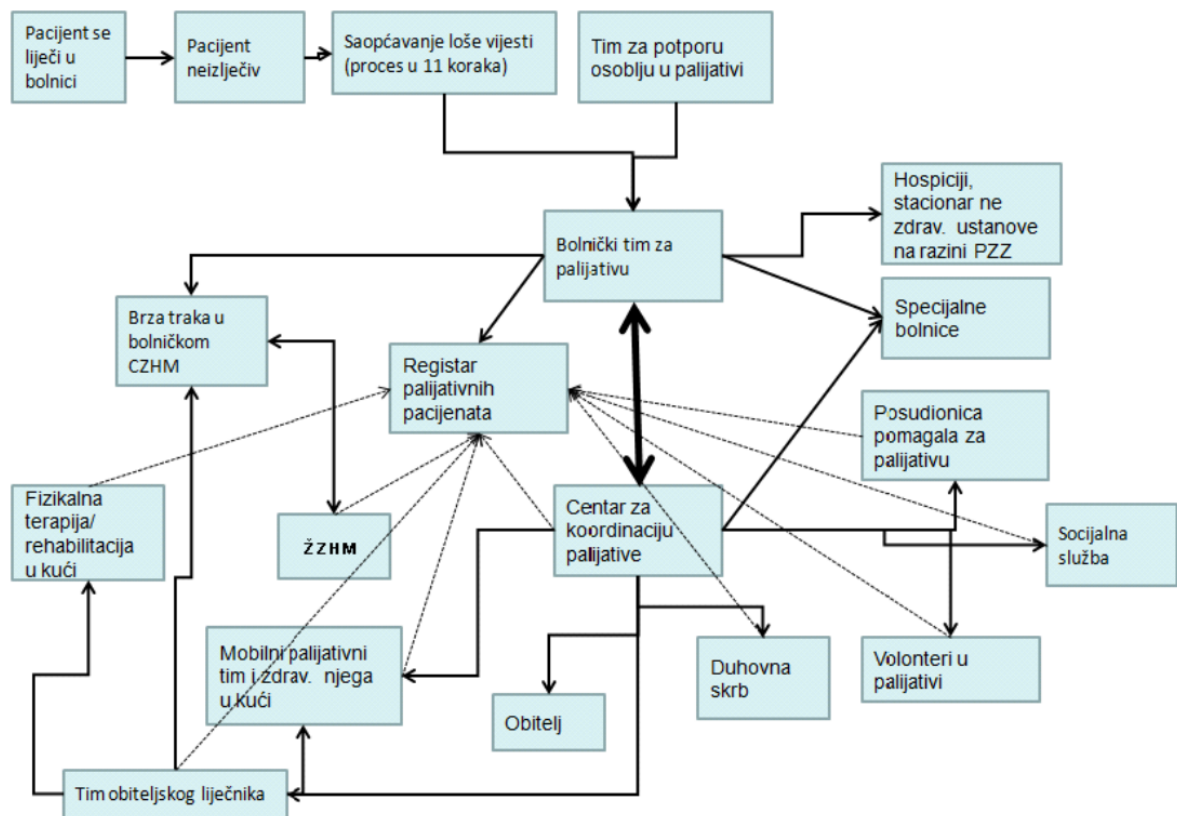 Pacijent se
liječi u
bolnici
Pacijent
neizlječiv
Saopćavanje loše vijesti
(proces u 11 koraka)
Tim za potporu
osoblju u palijativi
Hospiciji,
stacionar ne
zdrav. ustanove
na razini PZZ
Bolnički tim za
palijativu
Brza traka u
bolničkom
CZHM
Registar
palijativnih
pacijenata
Specijalne
bolnice
Posudionica
pomagala za
palijativu
Fizikalna
terapija/
rehabilitacija
u kući
ŽZHM
Centar za
koordinaciju
palijative
Socijalna
služba
Mobilni palijativni
tim i zdrav. njega
u kući
Obitelj
Duhovna
skrb
Volonteri u
palijativi
Tim obiteljskog liječnika